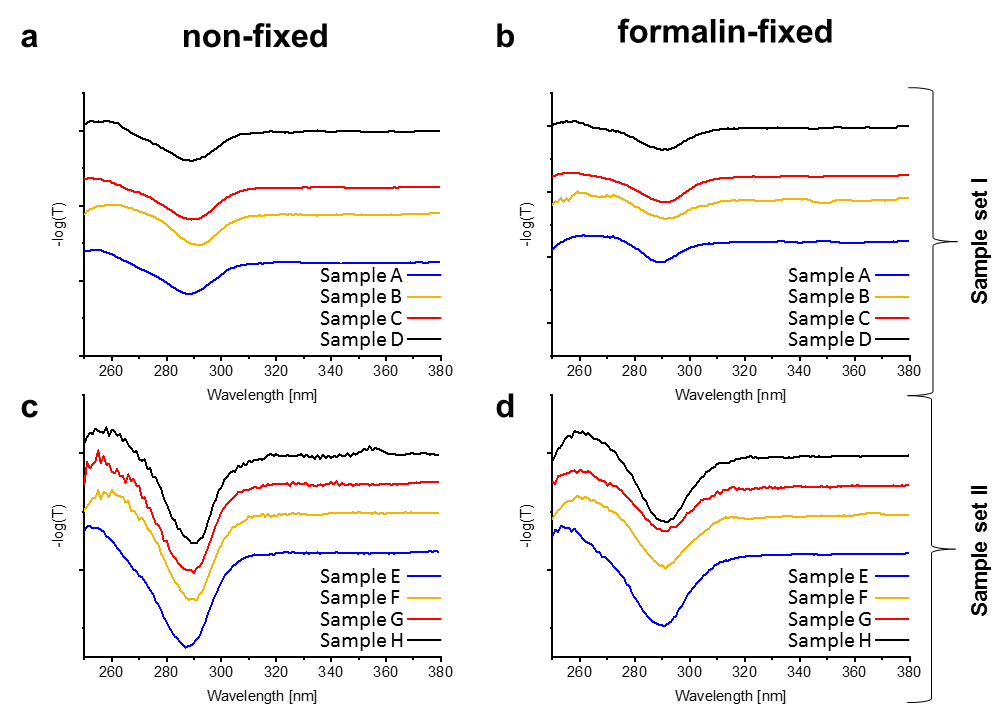 a
non-fixed
b
formalin-fixed
-log(T)
Sample A
Sample B
Sample C
Sample D
260 280 300 320 340 360 380
Wavelength [nm]
-log(T)
Sample A
Sample B
Sample C
Sample D
260 280 300 320 340 360 380
Wavelength [nm]
Sample set I
c
-log(T)
Sample E
Sample F
Sample G
Sample H
260 280 300 320 340 360 380
Wavelength [nm]
d
-log(T)
Sample E
Sample F
Sample G
Sample H
260 280 300 320 340 360 380
Wavelength [nm]
Sample set II